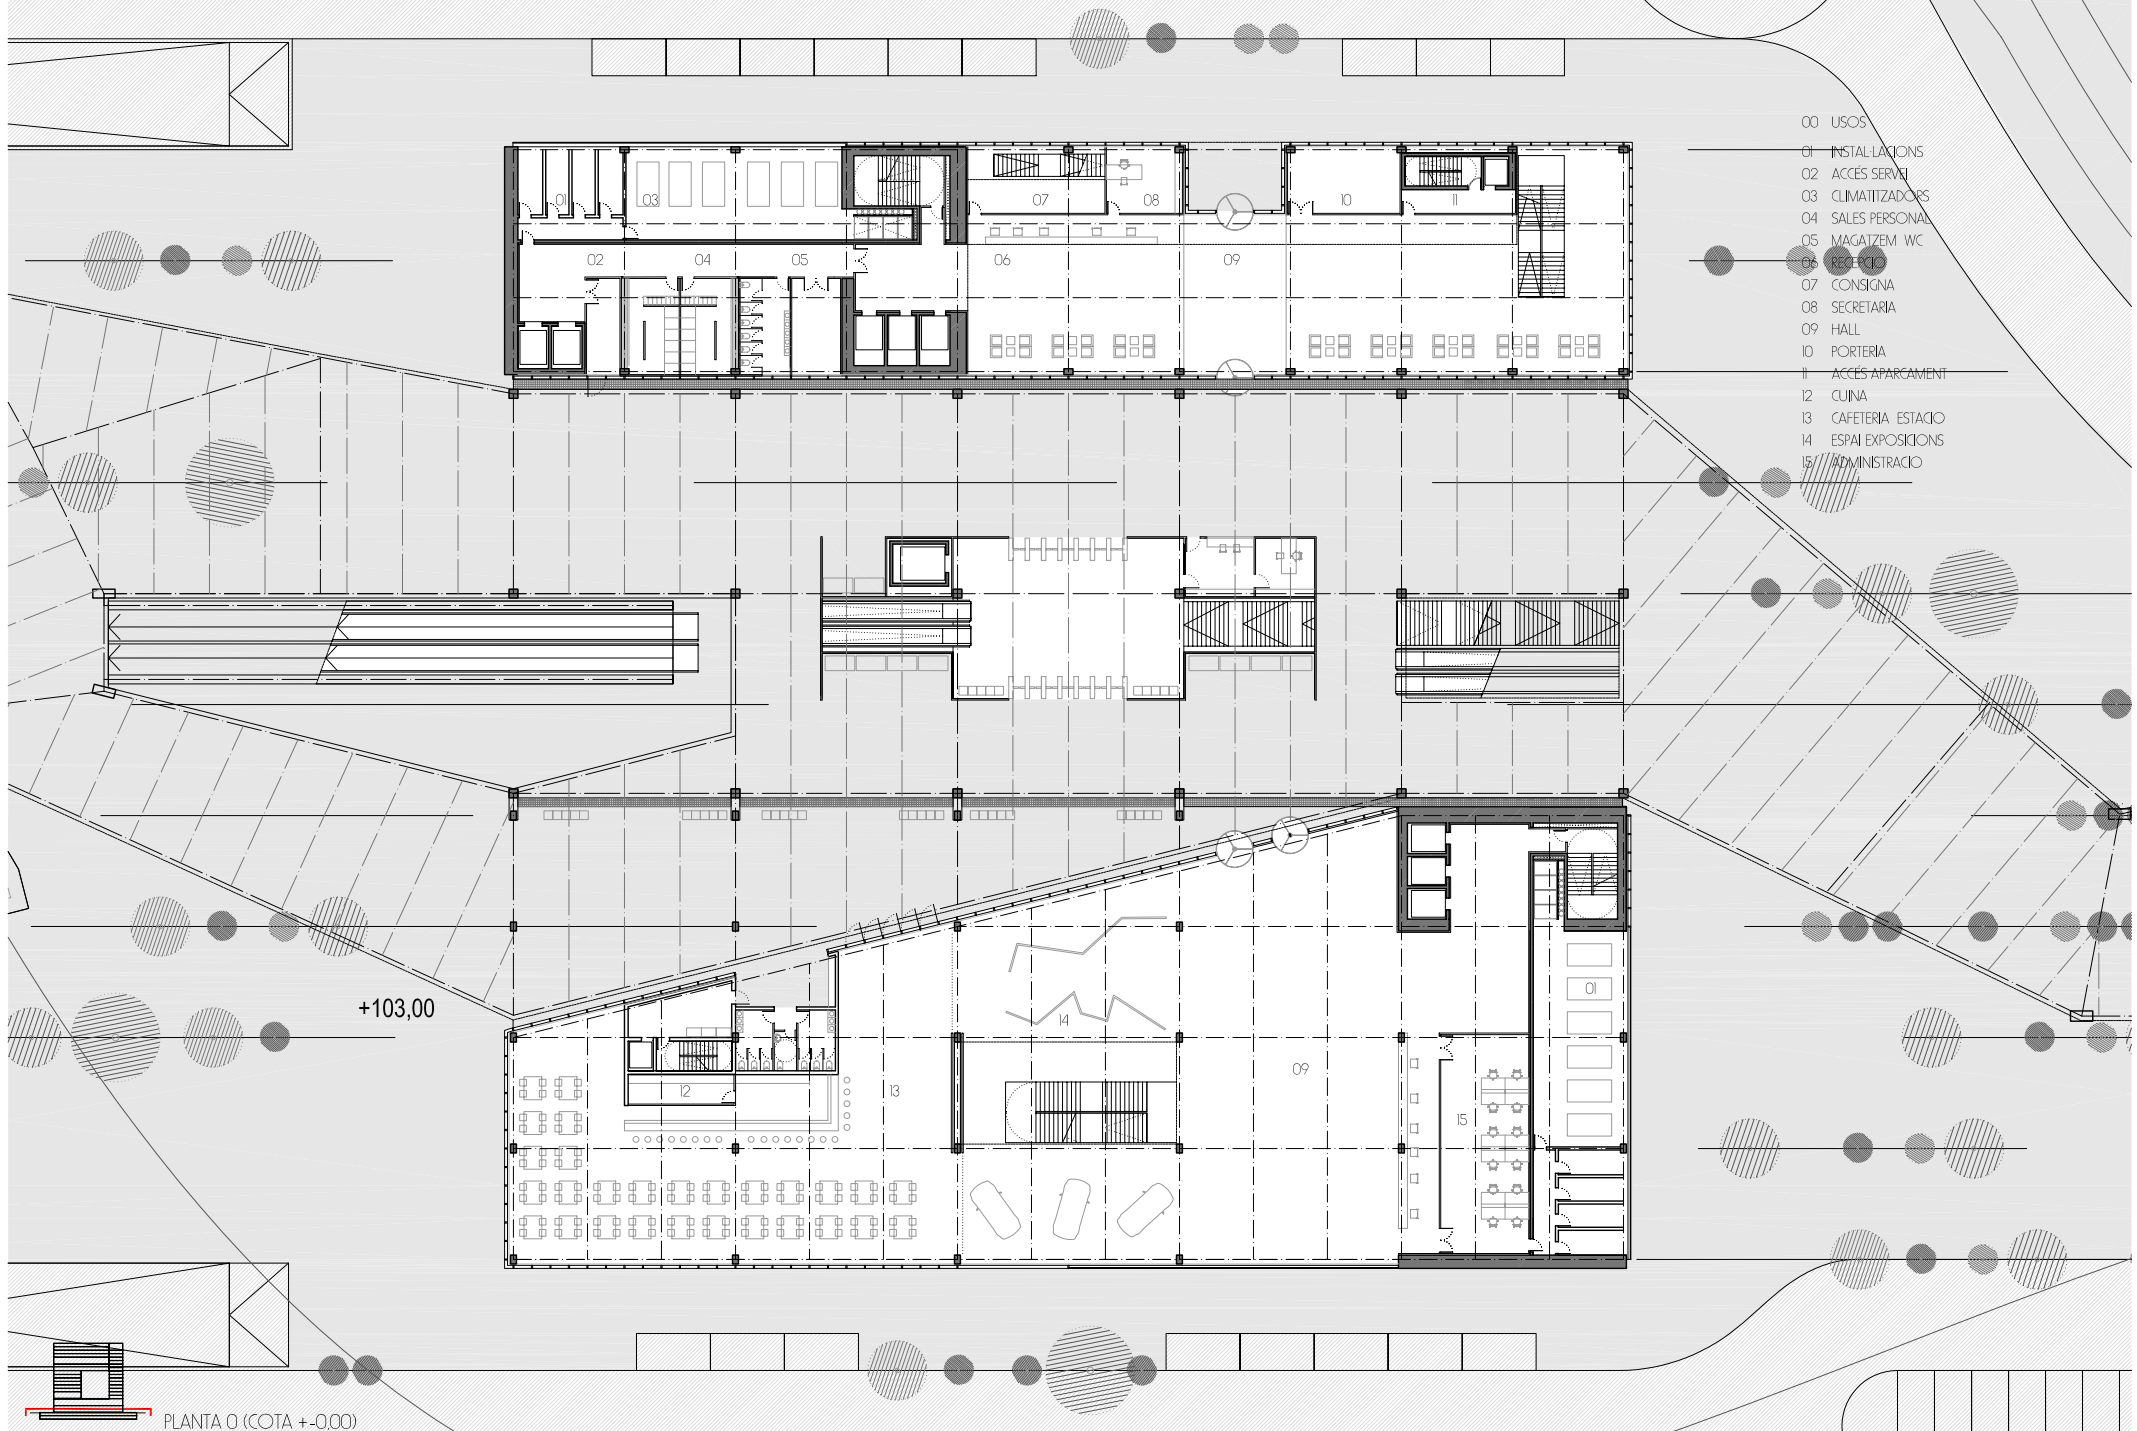 00 USOS
01 INSTAL·LACIONS
02 ACCÉS SERVEI
03 CLIMATITZADORS
04 SALES PERSONAL
05 MAGATZEM WC
06 RECEPCIO
07 CONSIGNA
08 SECRETARIA
09 HALL
10 PORTERIA
11 ACCÉS APARCAMENT
12 CUINA
13 CAFETERIA ESTACIO
14 ESPAI EXPOSICIONS
15 ADMINISTRACIO
01
03
07
08
10
11
02
04
05
06
09
01
+103,00
14
09
12
13
15
PLANTA 0 (COTA +-0,00)